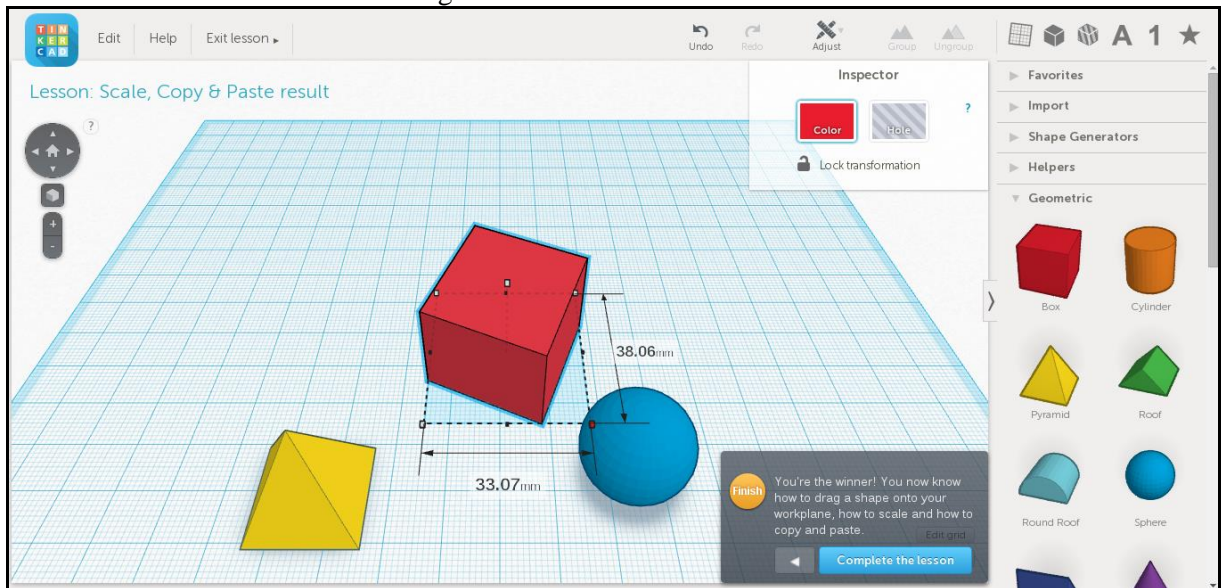 TIN
KER
CAD
Edit
Help
Exit lesson
Undo
Redo
Adjust
Group
Ungroup
A 1
Lesson: Scale, Copy & Paste result
?
Inspector
Color
Hole
?
Lock transformation
Favorites
Import
Shape Generators
Helpers
Geometric
Box
Cylinder
Pyramid
Roof
Round Roof
Sphere
+
-
38.06mm
33.07mm
Finish
You're the winner! You now know
how to drag a shape onto your
workplane, how to scale and how to
copy and paste.
Edit grid
Complete the lesson